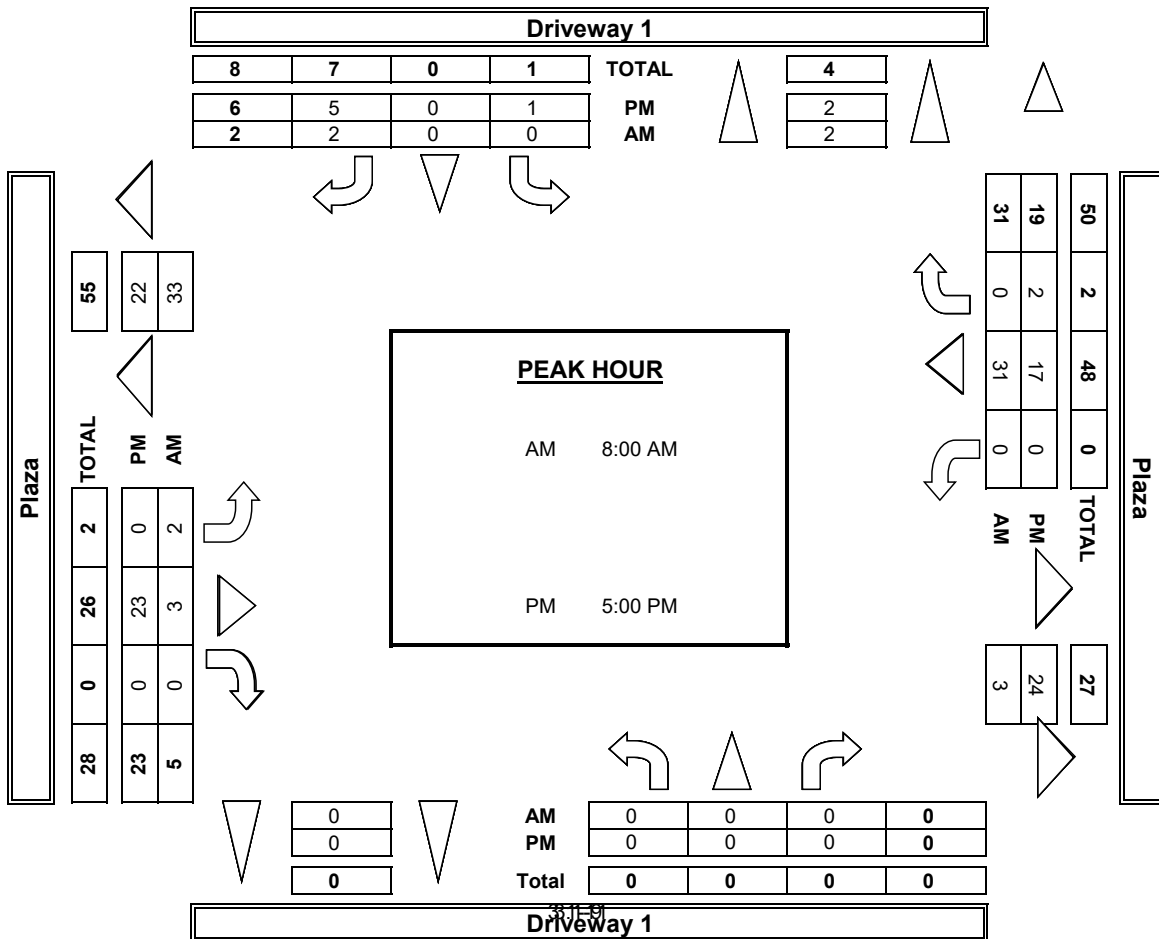 Driveway 1
8 7 0 1 TOTAL 4
6 5 0 1 PM 2
2 2 0 0 AM 2
Plaza
55 22 33
TOTAL PM AM
2 0 2
26 23 3
0 0 0
28 23 5
PEAK HOUR
AM 8:00 AM
PM 5:00 PM
31 19 50
0 2 2
31 17 48
0 0 0
AM PM TOTAL
3 24 27
Plaza
0 AM 0 0 0 0
0 PM 0 0 0 0
0 Total 0 0 0 0
Driveway 1